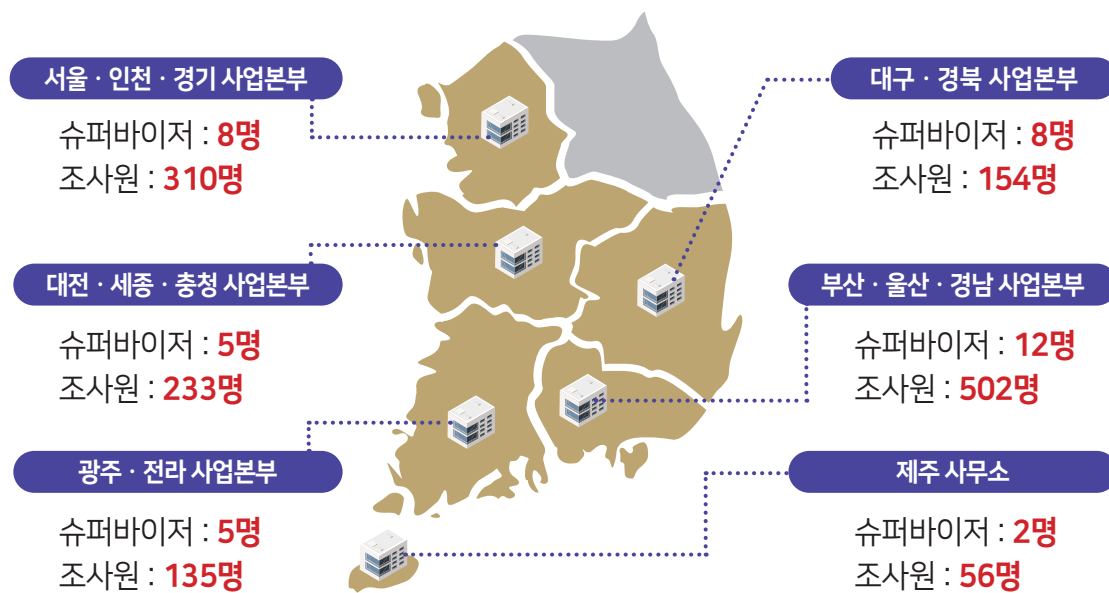 서울 · 인천 · 경기 사업본부
슈퍼바이저 : 8명
조사원 : 310명
대전 · 세종 · 충청 사업본부
슈퍼바이저 : 5명
조사원 : 233명
광주 · 전라 사업본부
슈퍼바이저 : 5명
조사원 : 135명
대구 · 경북 사업본부
슈퍼바이저 : 8명
조사원 : 154명
부산 · 울산 · 경남 사업본부
슈퍼바이저 : 12명
조사원 : 502명
제주 사무소
슈퍼바이저 : 2명
조사원 : 56명